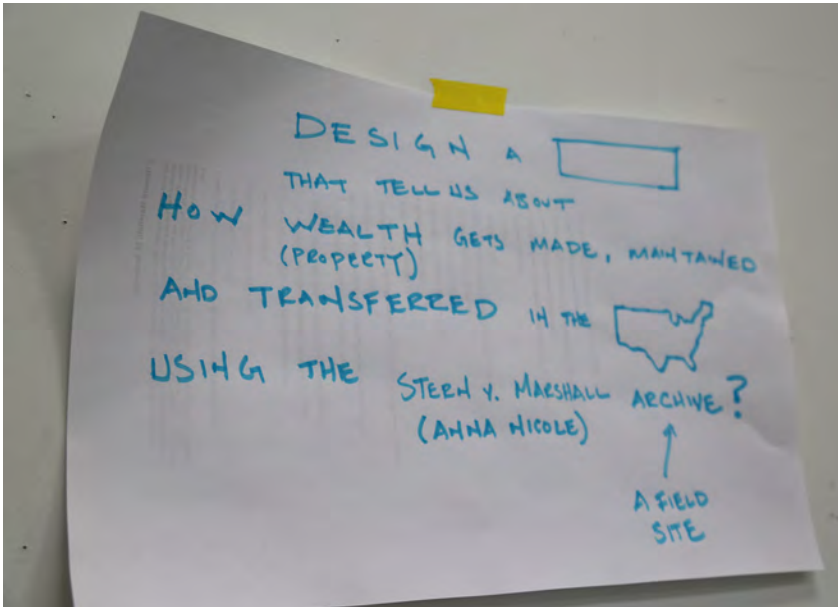 DESIGN A
THAT TELL US ABOUT
HOW WEALTH GETS MADE, MAINTAINED
(PROPERTY)
AND TRANSFERRED IN THE
USING THE STERN V. MARSHALL ARCHIVE?
(ANNA NICOLE)
A FIELD
SITE